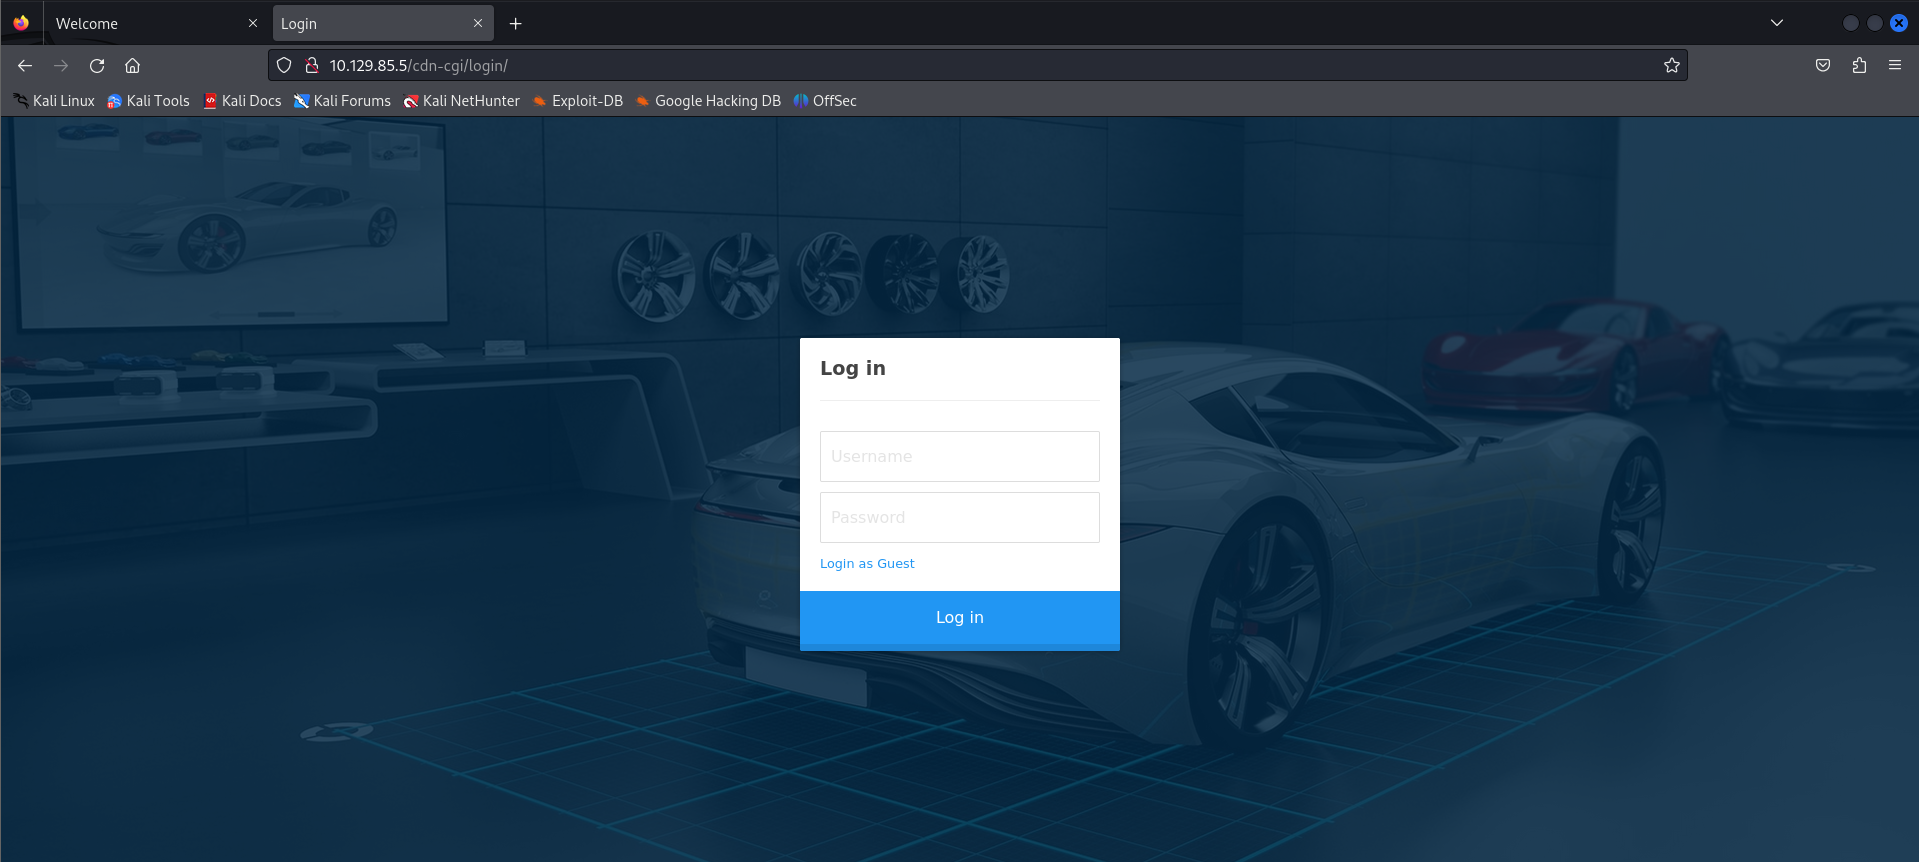 Welcome
Login
10.129.85.5/cdn-cgi/login/
Kali Linux Kali Tools Kali Docs Kali Forums Kali NetHunter Exploit-DB Google Hacking DB OffSec
Log in
Username
Password
Login as Guest
Log in